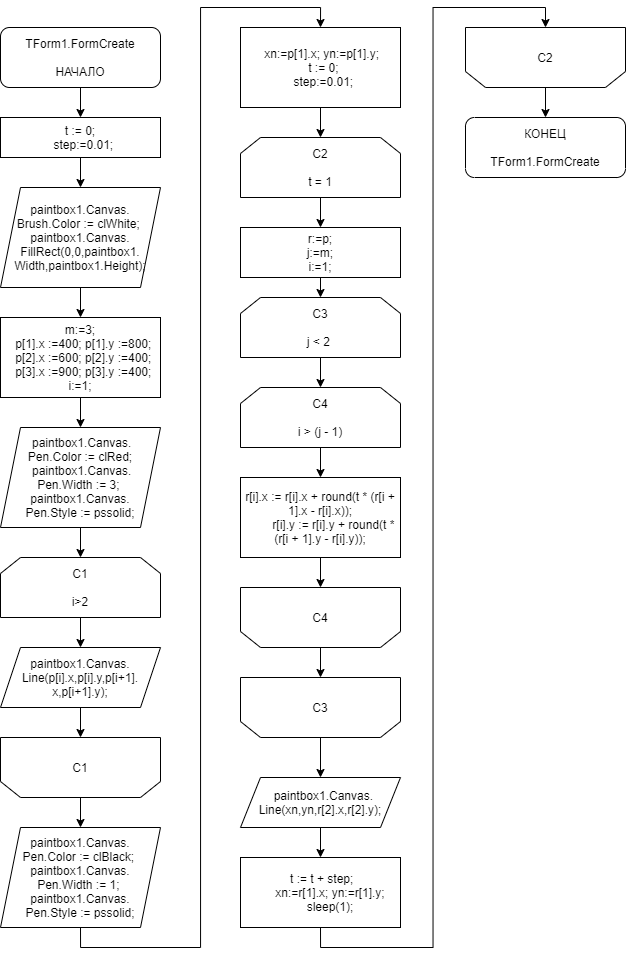 TForm1.FormCreate
НАЧАЛО
t := 0;
step:=0.01;
paintbox1.Canvas.
Brush.Color := clWhite;
paintbox1.Canvas.
FillRect(0,0,paintbox1.
Width,paintbox1.Height);
m:=3;
p[1].x :=400; p[1].y :=800;
p[2].x :=600; p[2].y :=400;
p[3].x :=900; p[3].y :=400;
i:=1;
paintbox1.Canvas.
Pen.Color := clRed;
paintbox1.Canvas.
Pen.Width := 3;
paintbox1.Canvas.
Pen.Style := pssolid;
C1
i>2
paintbox1.Canvas.
Line(p[i].x,p[i].y,p[i+1].
x,p[i+1].y);
C1
paintbox1.Canvas.
Pen.Color := clBlack;
paintbox1.Canvas.
Pen.Width := 1;
paintbox1.Canvas.
Pen.Style := pssolid;
xn:=p[1].x; yn:=p[1].y;
t := 0;
step:=0.01;
C2
t = 1
r:=p;
j:=m;
i:=1;
C3
j < 2
C4
i > (j - 1)
r[i].x := r[i].x + round(t * (r[i +
1].x - r[i].x));
r[i].y := r[i].y + round(t *
(r[i + 1].y - r[i].y));
C4
C3
paintbox1.Canvas.
Line(xn,yn,r[2].x,r[2].y);
t := t + step;
xn:=r[1].x; yn:=r[1].y;
sleep(1);
C2
КОНЕЦ
TForm1.FormCreate